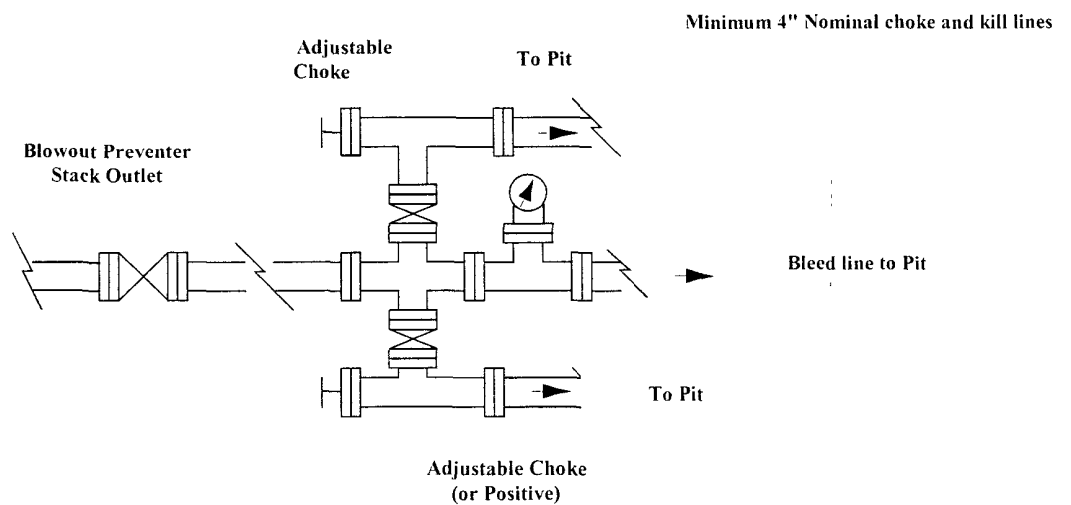 Minimum 4" Nominal choke and kill lines
Adjustable
Choke
To Pit
Blowout Preventer
Stack Outlet
Bleed line to Pit
To Pit
Adjustable Choke
(or Positive)